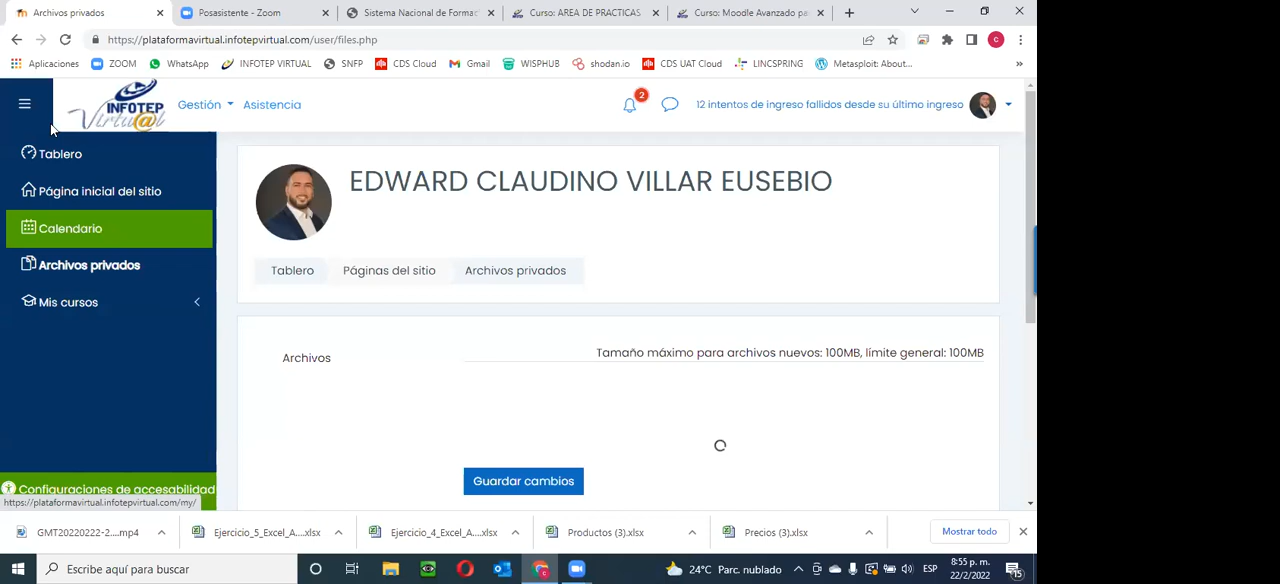 Archivos privados
Posasistente - Zoom
Sistema Nacional de Formac
Curso: AREA DE PRACTICAS
Curso: Moodle Avanzado pa
https://plataformavirtual.infotepvirtual.com/user/files.php
c
Aplicaciones
ZOOM
WhatsApp
INFOTEP VIRTUAL
SNFP
CDS Cloud
Gmail
WISPHUB
shodan.io
CDS UAT Cloud
LINCSPRING
Metasploit: About...
»
INFOTEP
Virtu@l
Gestión
Asistencia
2
12 intentos de ingreso fallidos desde su último ingreso
Tablero
Página inicial del sitio
Calendario
Archivos privados
Mis cursos
EDWARD CLAUDINO VILLAR EUSEBIO
Tablero
Páginas del sitio
Archivos privados
Archivos
Tamaño máximo para archivos nuevos: 100MB, límite general: 100MB
Guardar cambios
Configuraciones de accesabilidad
https://plataformavirtual.infotepvirtual.com/my/
GMT20220222-2....mp4
Ejercicio_5_Excel_A....xlsx
Ejercicio_4_Excel_A....xlsx
Productos (3).xlsx
Precios (3).xlsx
Mostrar todo
Escribe aquí para buscar
24°C Parc. nublado
ESP
8:55 p. m.
22/2/2022
15